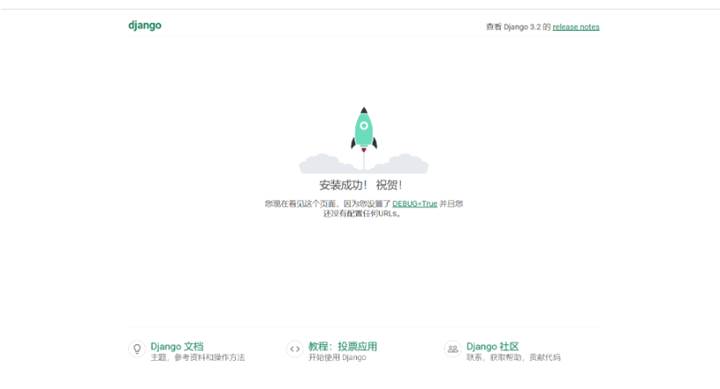 django
查看 Django 3.2 的 release notes
安装成功！ 祝贺！
您现在看见这个页面，因为您设置了 DEBUG=True 并且您
还没有配置任何URLs。
Django 文档
主题，参考资料和操作方法
教程：投票应用
开始使用 Django
Django 社区
联系，获取帮助，贡献代码